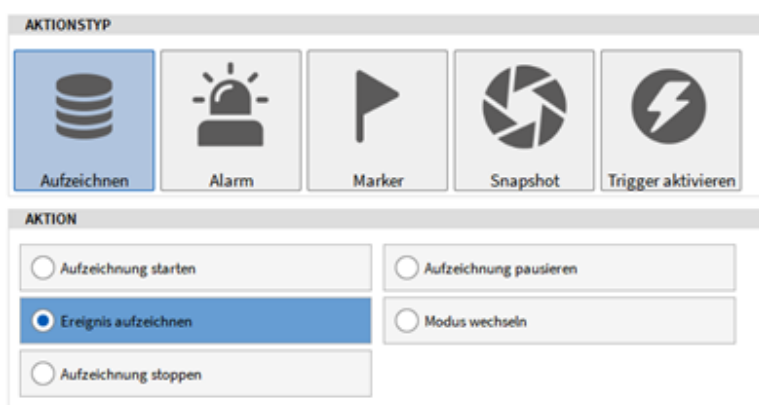 AKTIONSTYP
Aufzeichnen
Alarm
Marker
Snapshot
Trigger aktivieren
AKTION
Aufzeichnung starten
Aufzeichnung pausieren
Ereignis aufzeichnen
Modus wechseln
Aufzeichnung stoppen